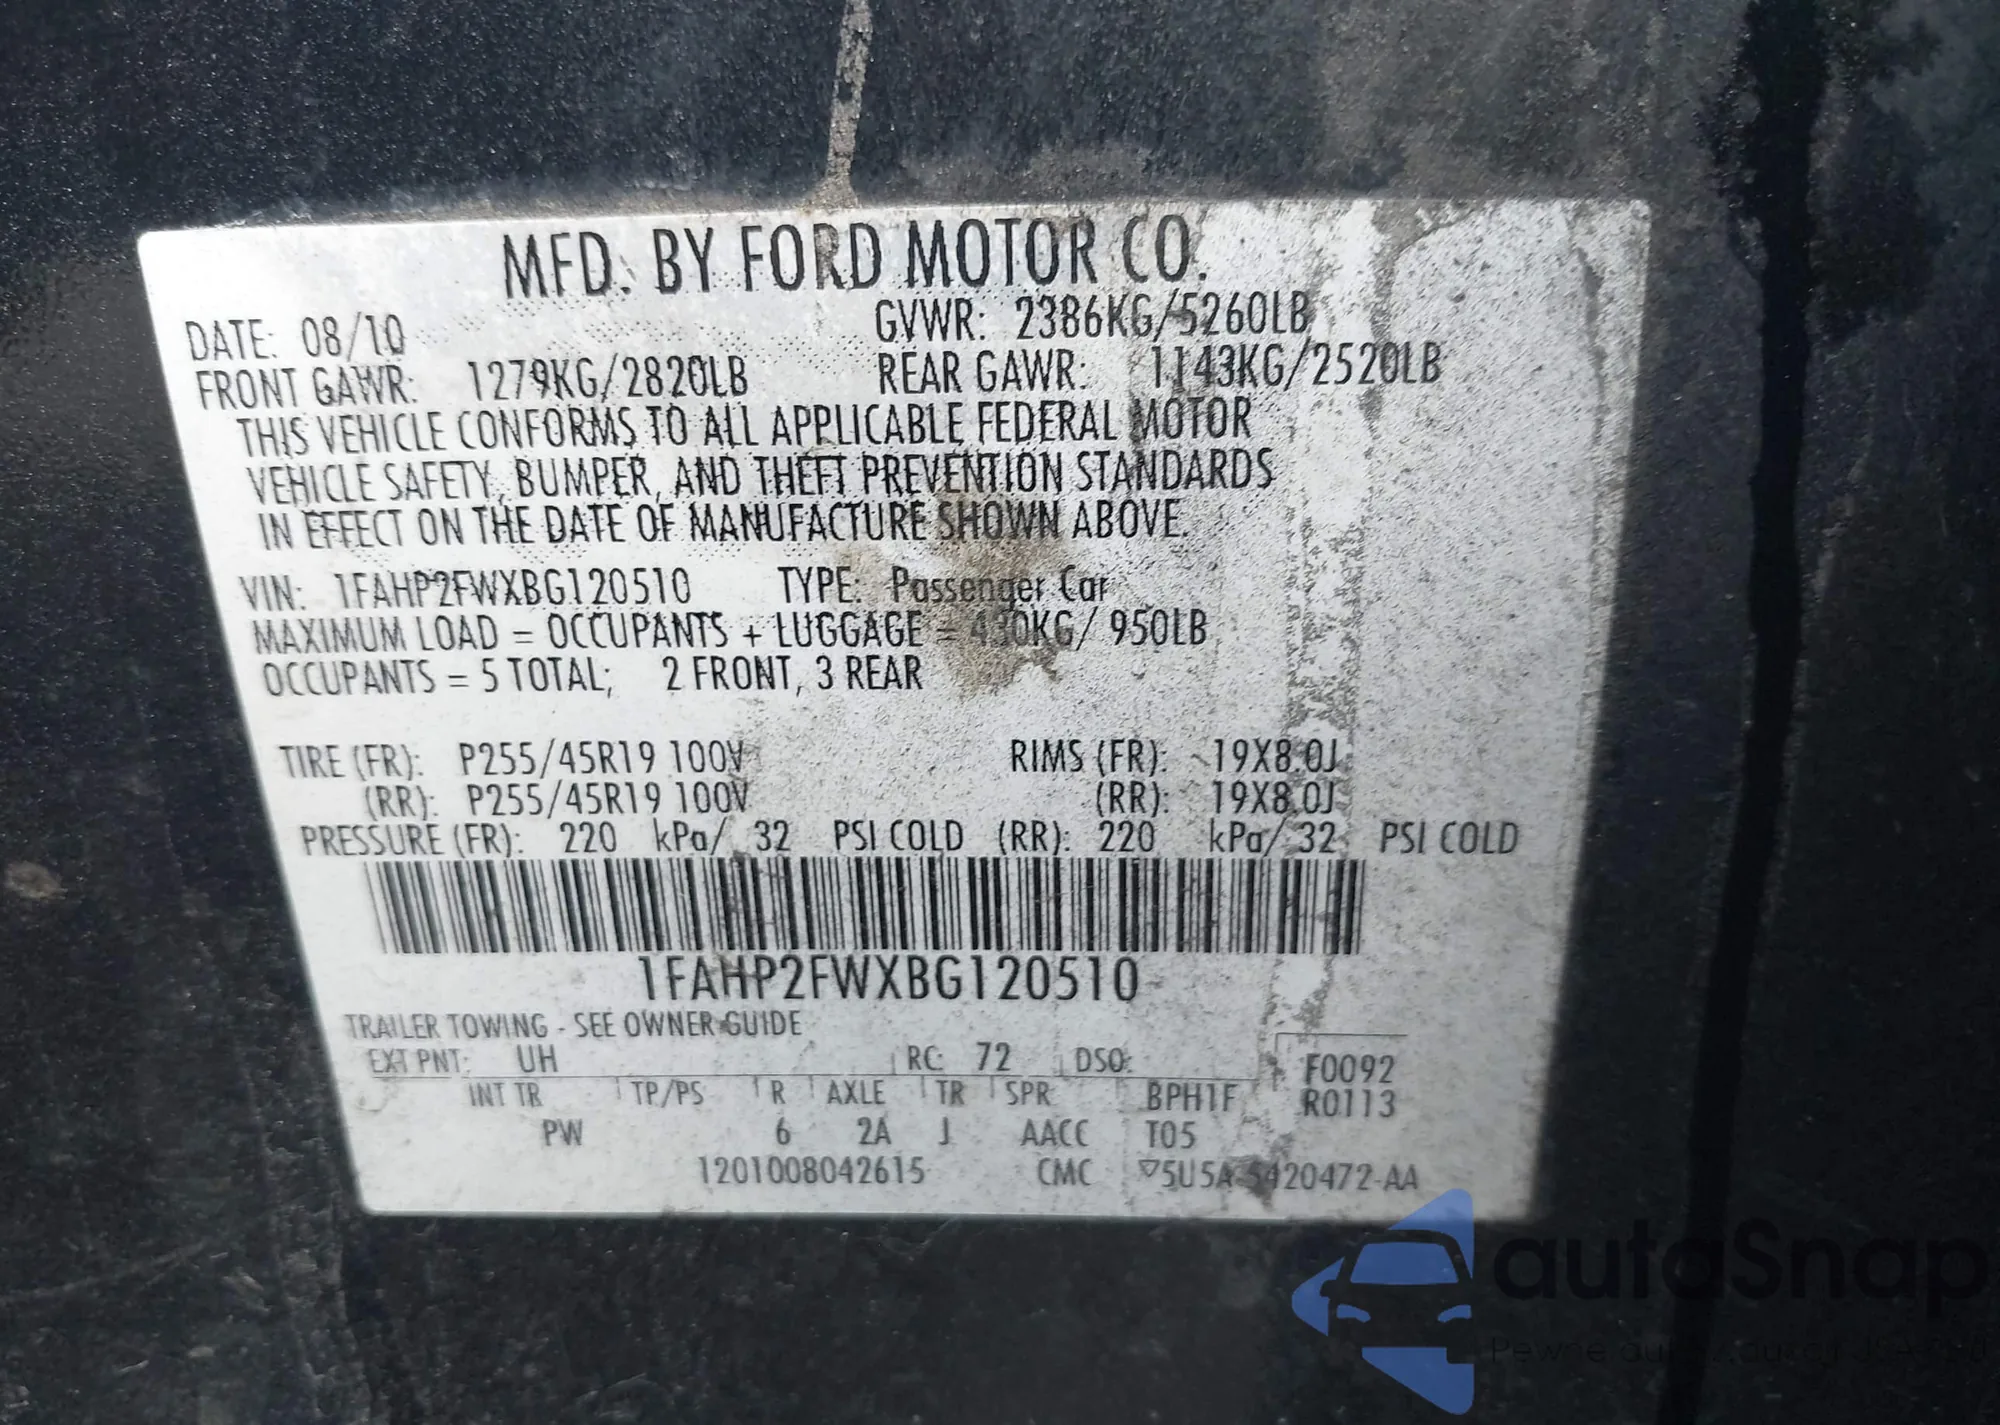 MFD. BY FORD MOTOR CO.
DATE: 08/10 GVWR: 2386KG/5260LB
FRONT GAWR: 1279KG/2820LB REAR GAWR: 1143KG/2520LB
THIS VEHICLE CONFORMS TO ALL APPLICABLE FEDERAL MOTOR
VEHICLE SAFETY, BUMPER, AND THEFT PREVENTION STANDARDS
IN EFFECT ON THE DATE OF MANUFACTURE SHOWN ABOVE.
VIN: 1FAHP2FWXBG120510 TYPE: Passenger Car
MAXIMUM LOAD = OCCUPANTS + LUGGAGE = 430KG/ 950LB
OCCUPANTS = 5 TOTAL; 2 FRONT, 3 REAR
TIRE (FR): P255/45R19 100V RIMS (FR): 19X8.0J
(RR): P255/45R19 100V (RR): 19X8.0J
PRESSURE (FR): 220 kPa/ 32 PSI COLD (RR): 220 kPa/ 32 PSI COLD
1FAHP2FWXBG120510
TRAILER TOWING - SEE OWNER GUIDE
EXT PNT: UH RC: 72 DSO: F0092
INT TR TP/PS R AXLE TR SPR BPH1F R0113
PW 6 2A J AACC T05
1201008042615 CMC ▽5U5A-5420472-AA
autaSnap